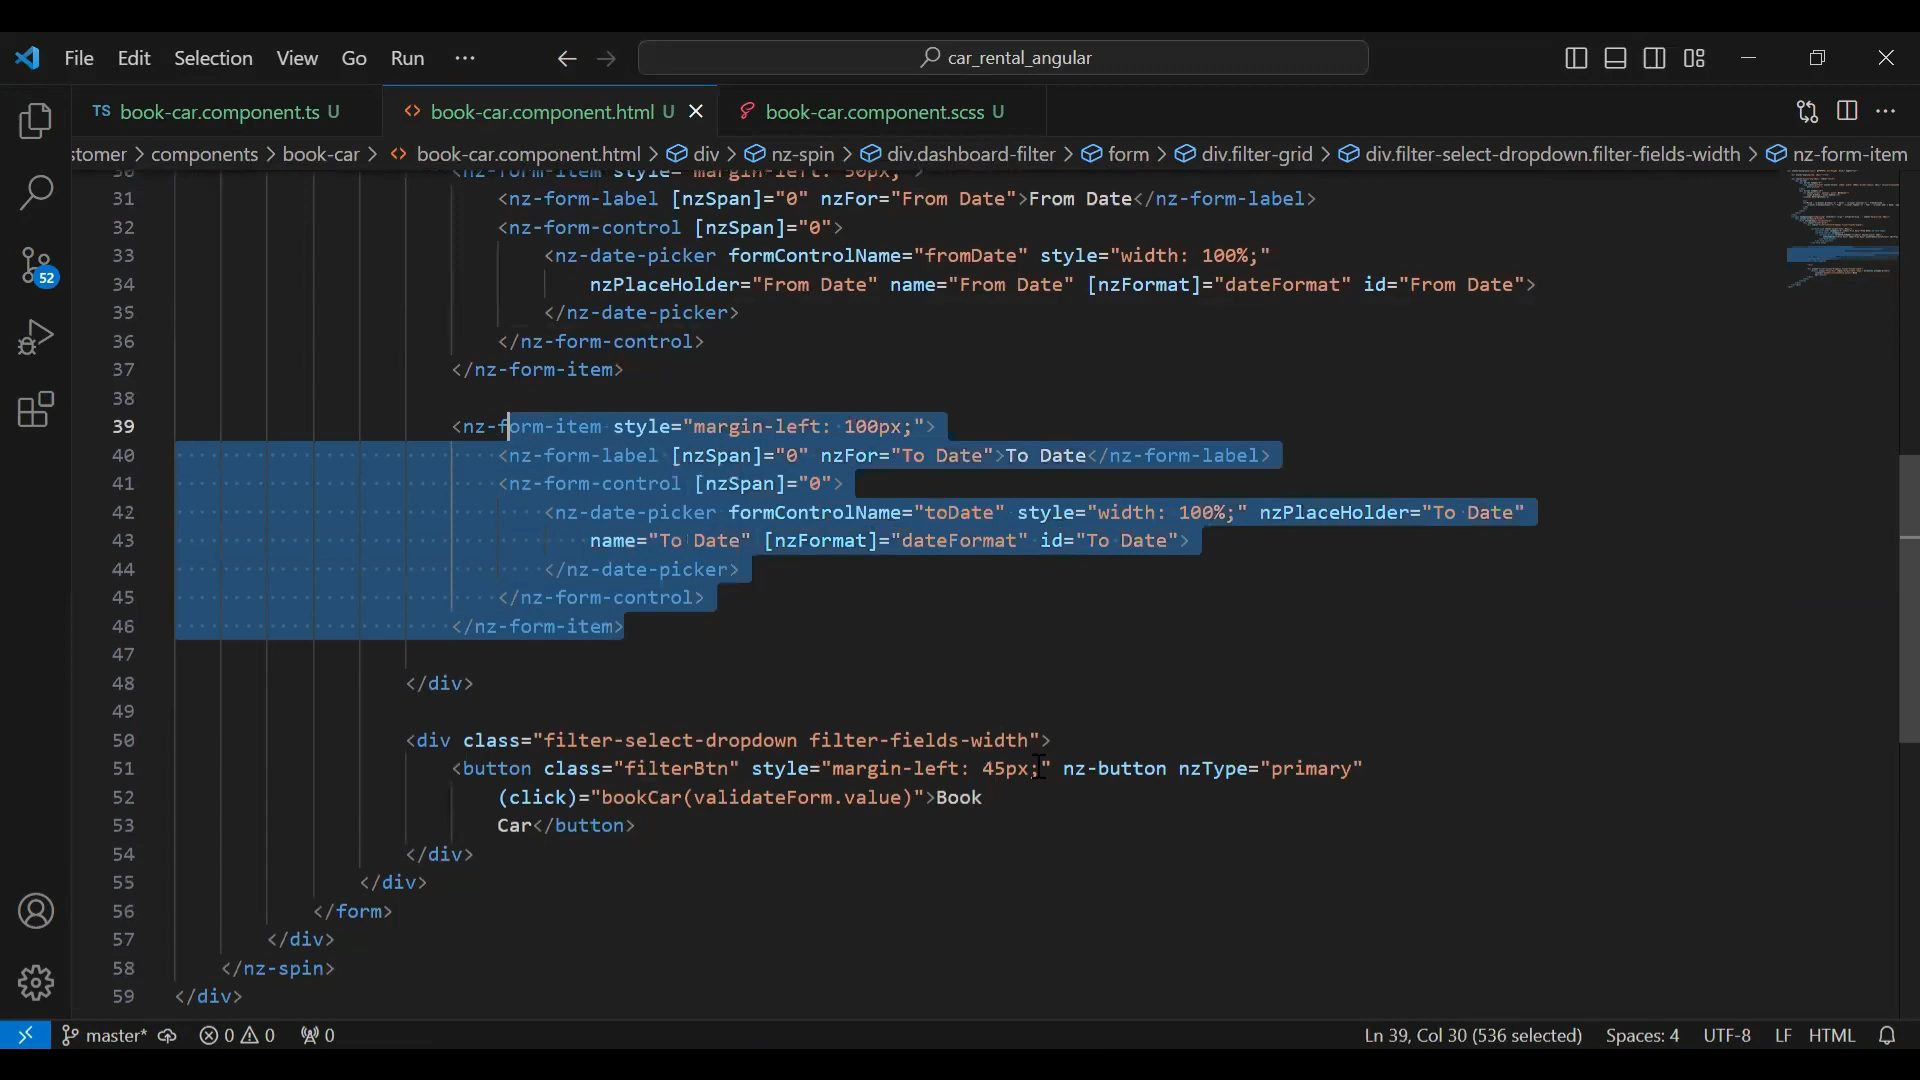 File Edit Selection View Go Run ··· car_rental_angular
TS book-car.component.ts U <> book-car.component.html U book-car.component.scss U
stomer > components > book-car > <> book-car.component.html > div > nz-spin > div.dashboard-filter > form > div.filter-grid > div.filter-select-dropdown.filter-fields-width > nz-form-item
30 <nz-form-item style="margin-left: 50px;">
31 <nz-form-label [nzSpan]="0" nzFor="From Date">From Date</nz-form-label>
32 <nz-form-control [nzSpan]="0">
33 <nz-date-picker formControlName="fromDate" style="width: 100%;"
34 nzPlaceHolder="From Date" name="From Date" [nzFormat]="dateFormat" id="From Date">
35 </nz-date-picker>
36 </nz-form-control>
37 </nz-form-item>
38
39 <nz-form-item style="margin-left: 100px;">
40 <nz-form-label [nzSpan]="0" nzFor="To Date">To Date</nz-form-label>
41 <nz-form-control [nzSpan]="0">
42 <nz-date-picker formControlName="toDate" style="width: 100%;" nzPlaceHolder="To Date"
43 name="To Date" [nzFormat]="dateFormat" id="To Date">
44 </nz-date-picker>
45 </nz-form-control>
46 </nz-form-item>
47
48 </div>
49
50 <div class="filter-select-dropdown filter-fields-width">
51 <button class="filterBtn" style="margin-left: 45px;" nz-button nzType="primary"
52 (click)="bookCar(validateForm.value)">Book
53 Car</button>
54 </div>
55 </div>
56 </form>
57 </div>
58 </nz-spin>
59 </div>
52
master* 0 0 0 Ln 39, Col 30 (536 selected) Spaces: 4 UTF-8 LF HTML